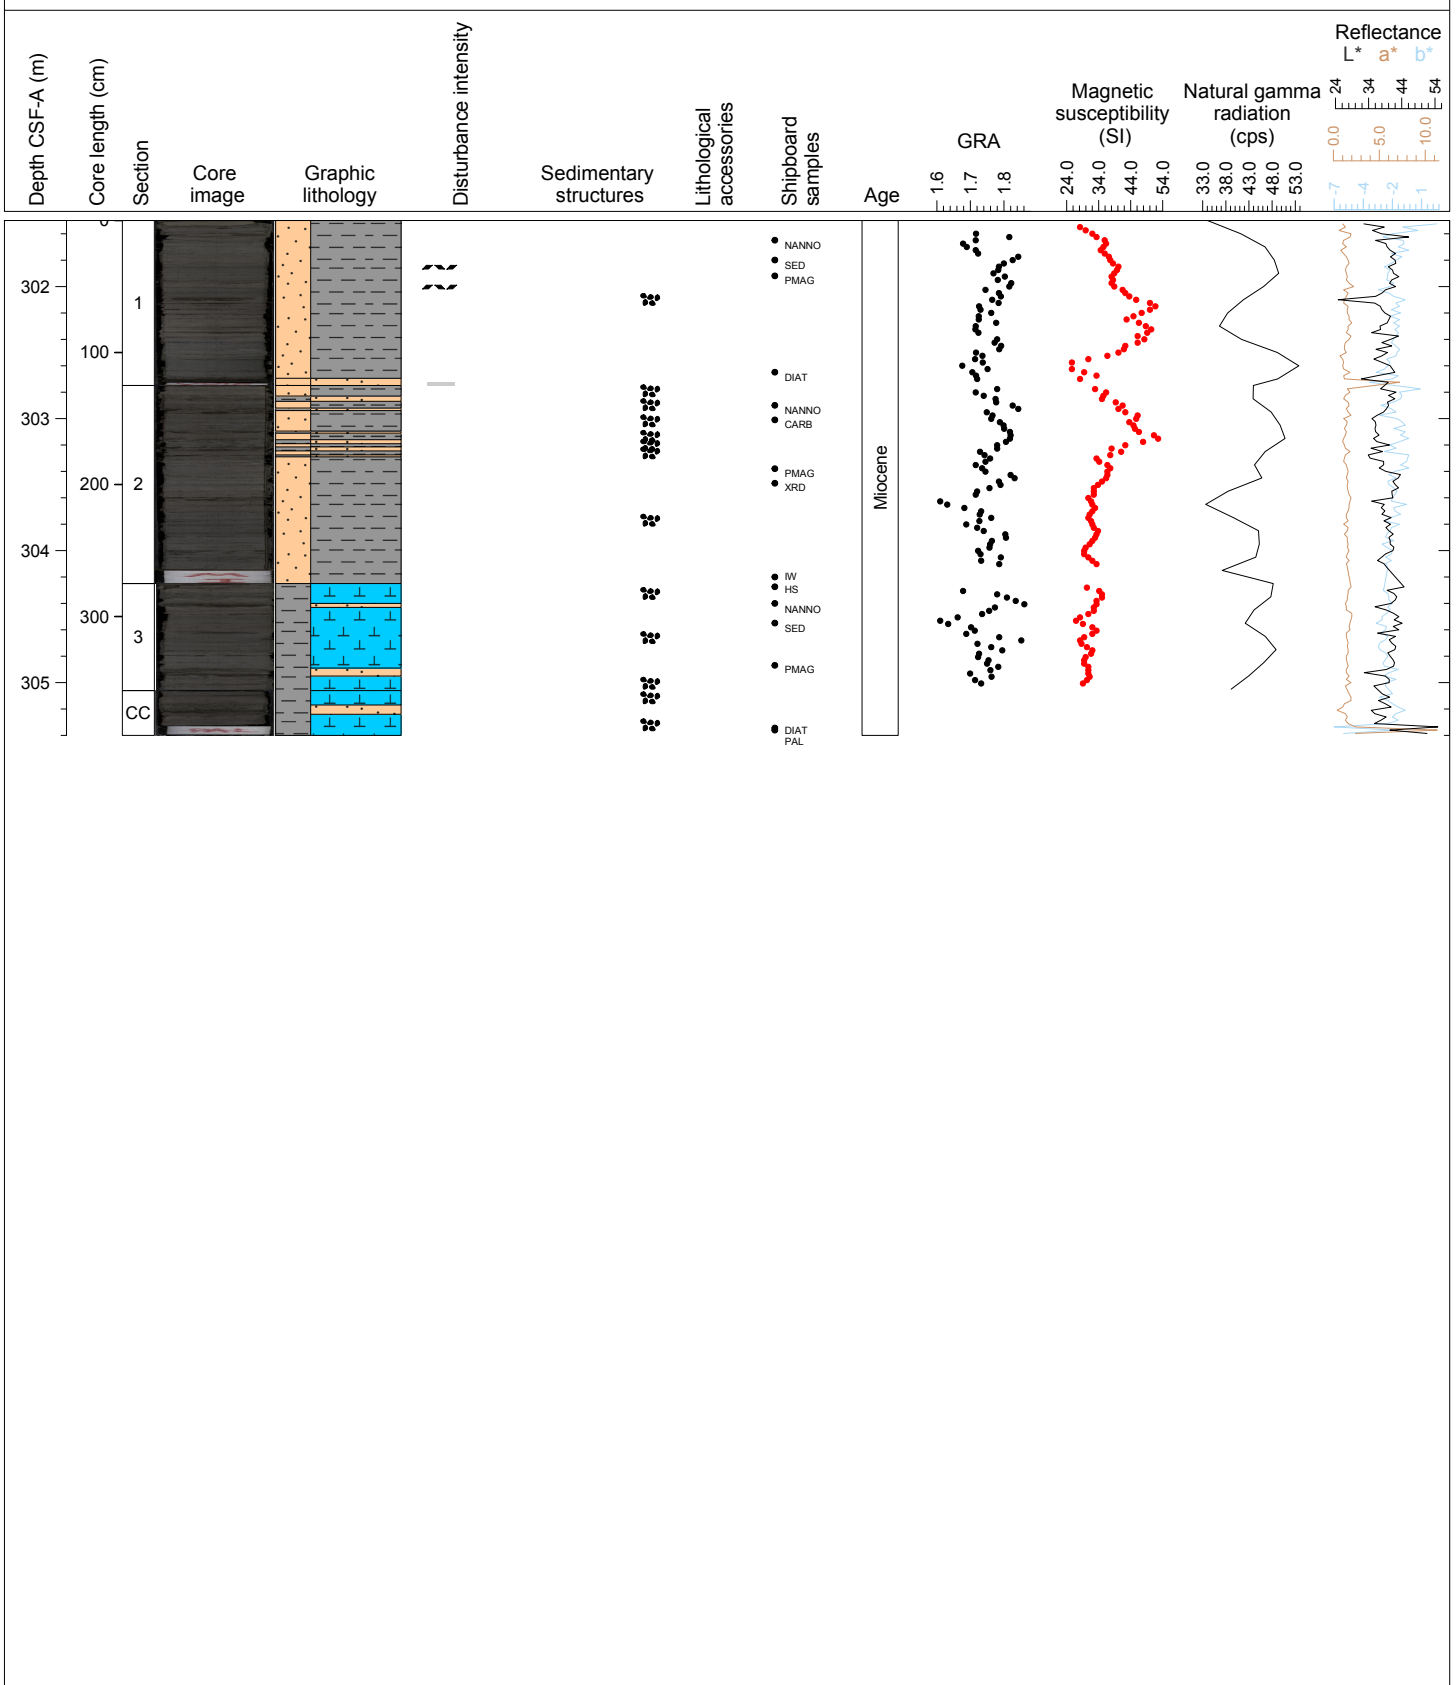 Depth CSF-A (m)
Core length (cm)
Section
Core
image
Graphic
lithology
Disturbance intensity
Sedimentary
structures
Lithological
accessories
Shipboard
samples
Age
GRA
1.6 1.7 1.8
Magnetic
susceptibility
(SI)
24.0 34.0 44.0 54.0
Natural gamma
radiation
(cps)
33.0 38.0 43.0 48.0 53.0
Reflectance
L* a* b*
24 34 44 54
0.0 5.0 10.0
-7 -4 -2 1
0
NANNO
SED
PMAG
302
1
100
DIAT
NANNO
303
CARB
PMAG
200
2
XRD
Miocene
304
IW
HS
NANNO
300
SED
3
PMAG
305
CC
DIAT
PAL